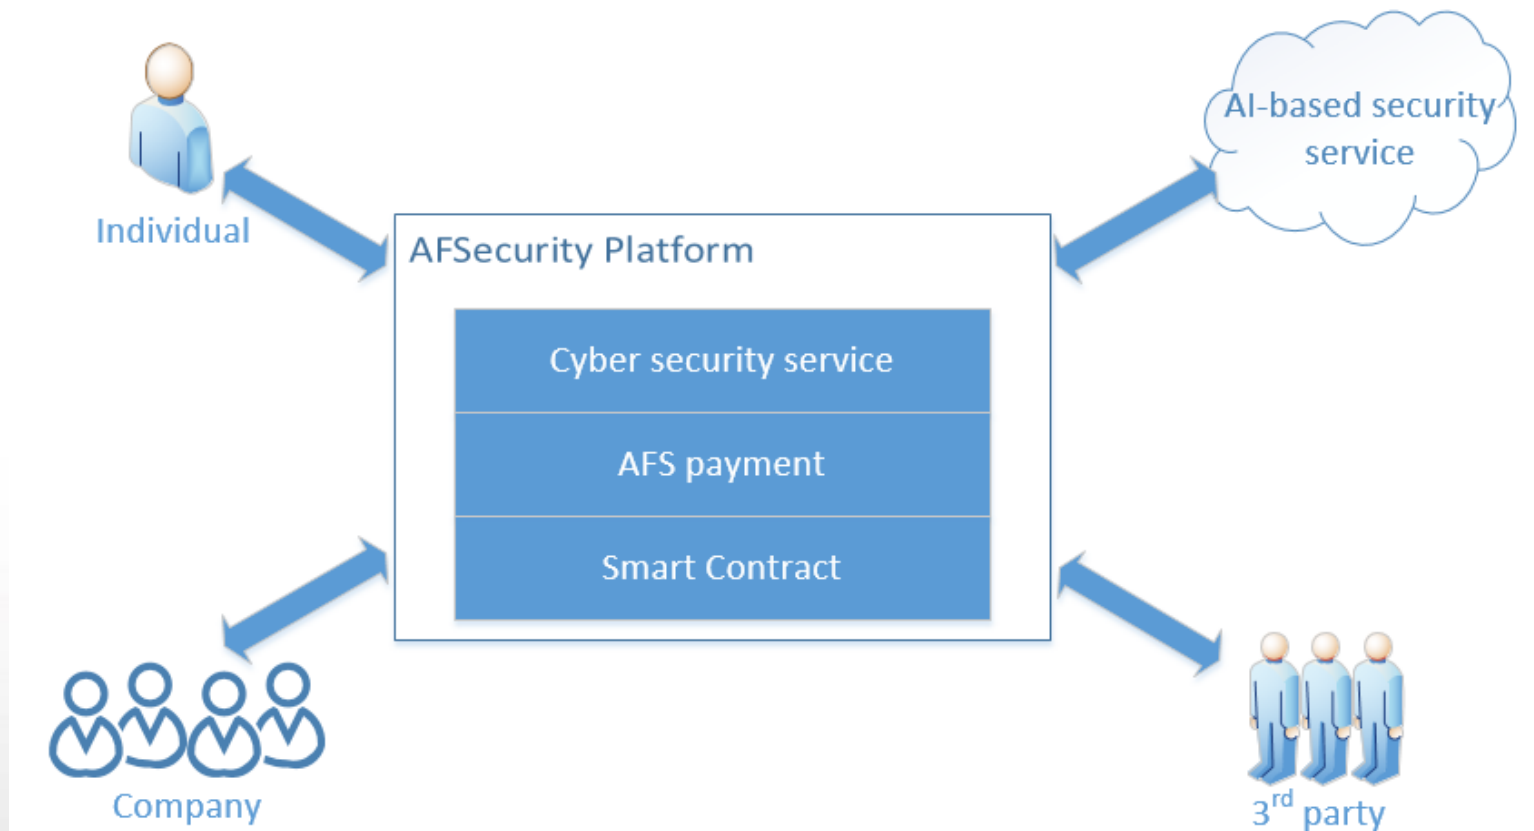 AI-based security
service
Individual
AFSecurity Platform
Cyber security service
AFS payment
Smart Contract
Company
3rd party